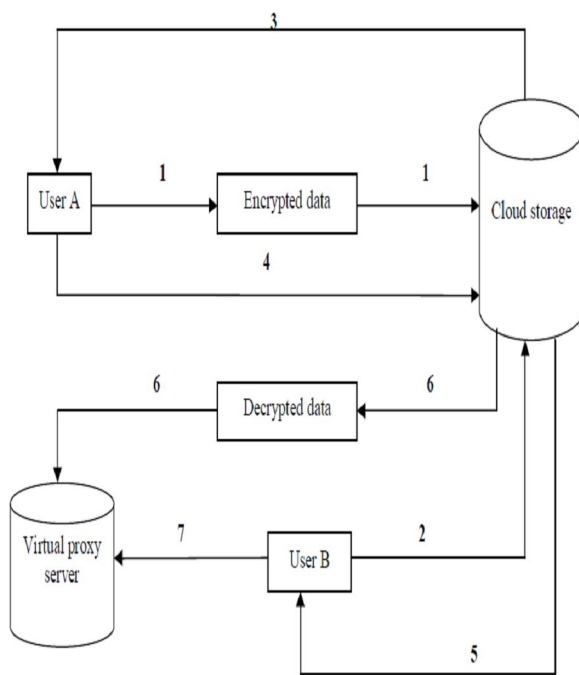 3
1
1
User A
Encrypted data
Cloud storage
4
6
6
Decrypted data
Virtual proxy
server
7
User B
2
5